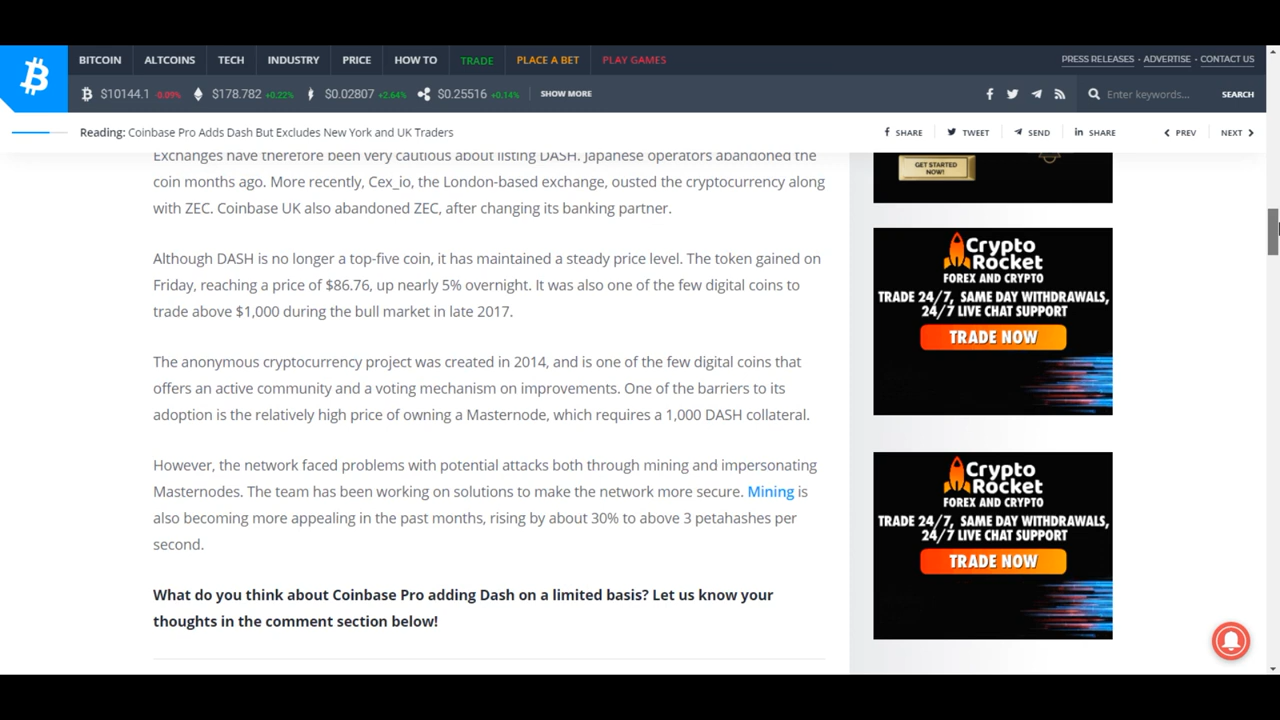 BITCOIN ALTCOINS TECH INDUSTRY PRICE HOW TO TRADE PLACE A BET PLAY GAMES PRESS RELEASES • ADVERTISE • CONTACT US
$10144.1 -0.09% $178.782 +0.22% $0.02807 +2.64% $0.25516 +0.14% SHOW MORE Enter keywords... SEARCH
Reading: Coinbase Pro Adds Dash But Excludes New York and UK Traders SHARE TWEET SEND SHARE PREV NEXT
Exchanges have therefore been very cautious about listing DASH. Japanese operators abandoned the
coin months ago. More recently, Cex_io, the London-based exchange, ousted the cryptocurrency along
with ZEC. Coinbase UK also abandoned ZEC, after changing its banking partner.
Although DASH is no longer a top-five coin, it has maintained a steady price level. The token gained on
Friday, reaching a price of $86.76, up nearly 5% overnight. It was also one of the few digital coins to
trade above $1,000 during the bull market in late 2017.
The anonymous cryptocurrency project was created in 2014, and is one of the few digital coins that
offers an active community and a voting mechanism on improvements. One of the barriers to its
adoption is the relatively high price of owning a Masternode, which requires a 1,000 DASH collateral.
However, the network faced problems with potential attacks both through mining and impersonating
Masternodes. The team has been working on solutions to make the network more secure. Mining is
also becoming more appealing in the past months, rising by about 30% to above 3 petahashes per
second.
What do you think about Coinbase Pro adding Dash on a limited basis? Let us know your
thoughts in the comment section below!
GET STARTED
NOW!
Crypto
Rocket
FOREX AND CRYPTO
TRADE 24/7, SAME DAY WITHDRAWALS,
24/7 LIVE CHAT SUPPORT
TRADE NOW
Crypto
Rocket
FOREX AND CRYPTO
TRADE 24/7, SAME DAY WITHDRAWALS,
24/7 LIVE CHAT SUPPORT
TRADE NOW